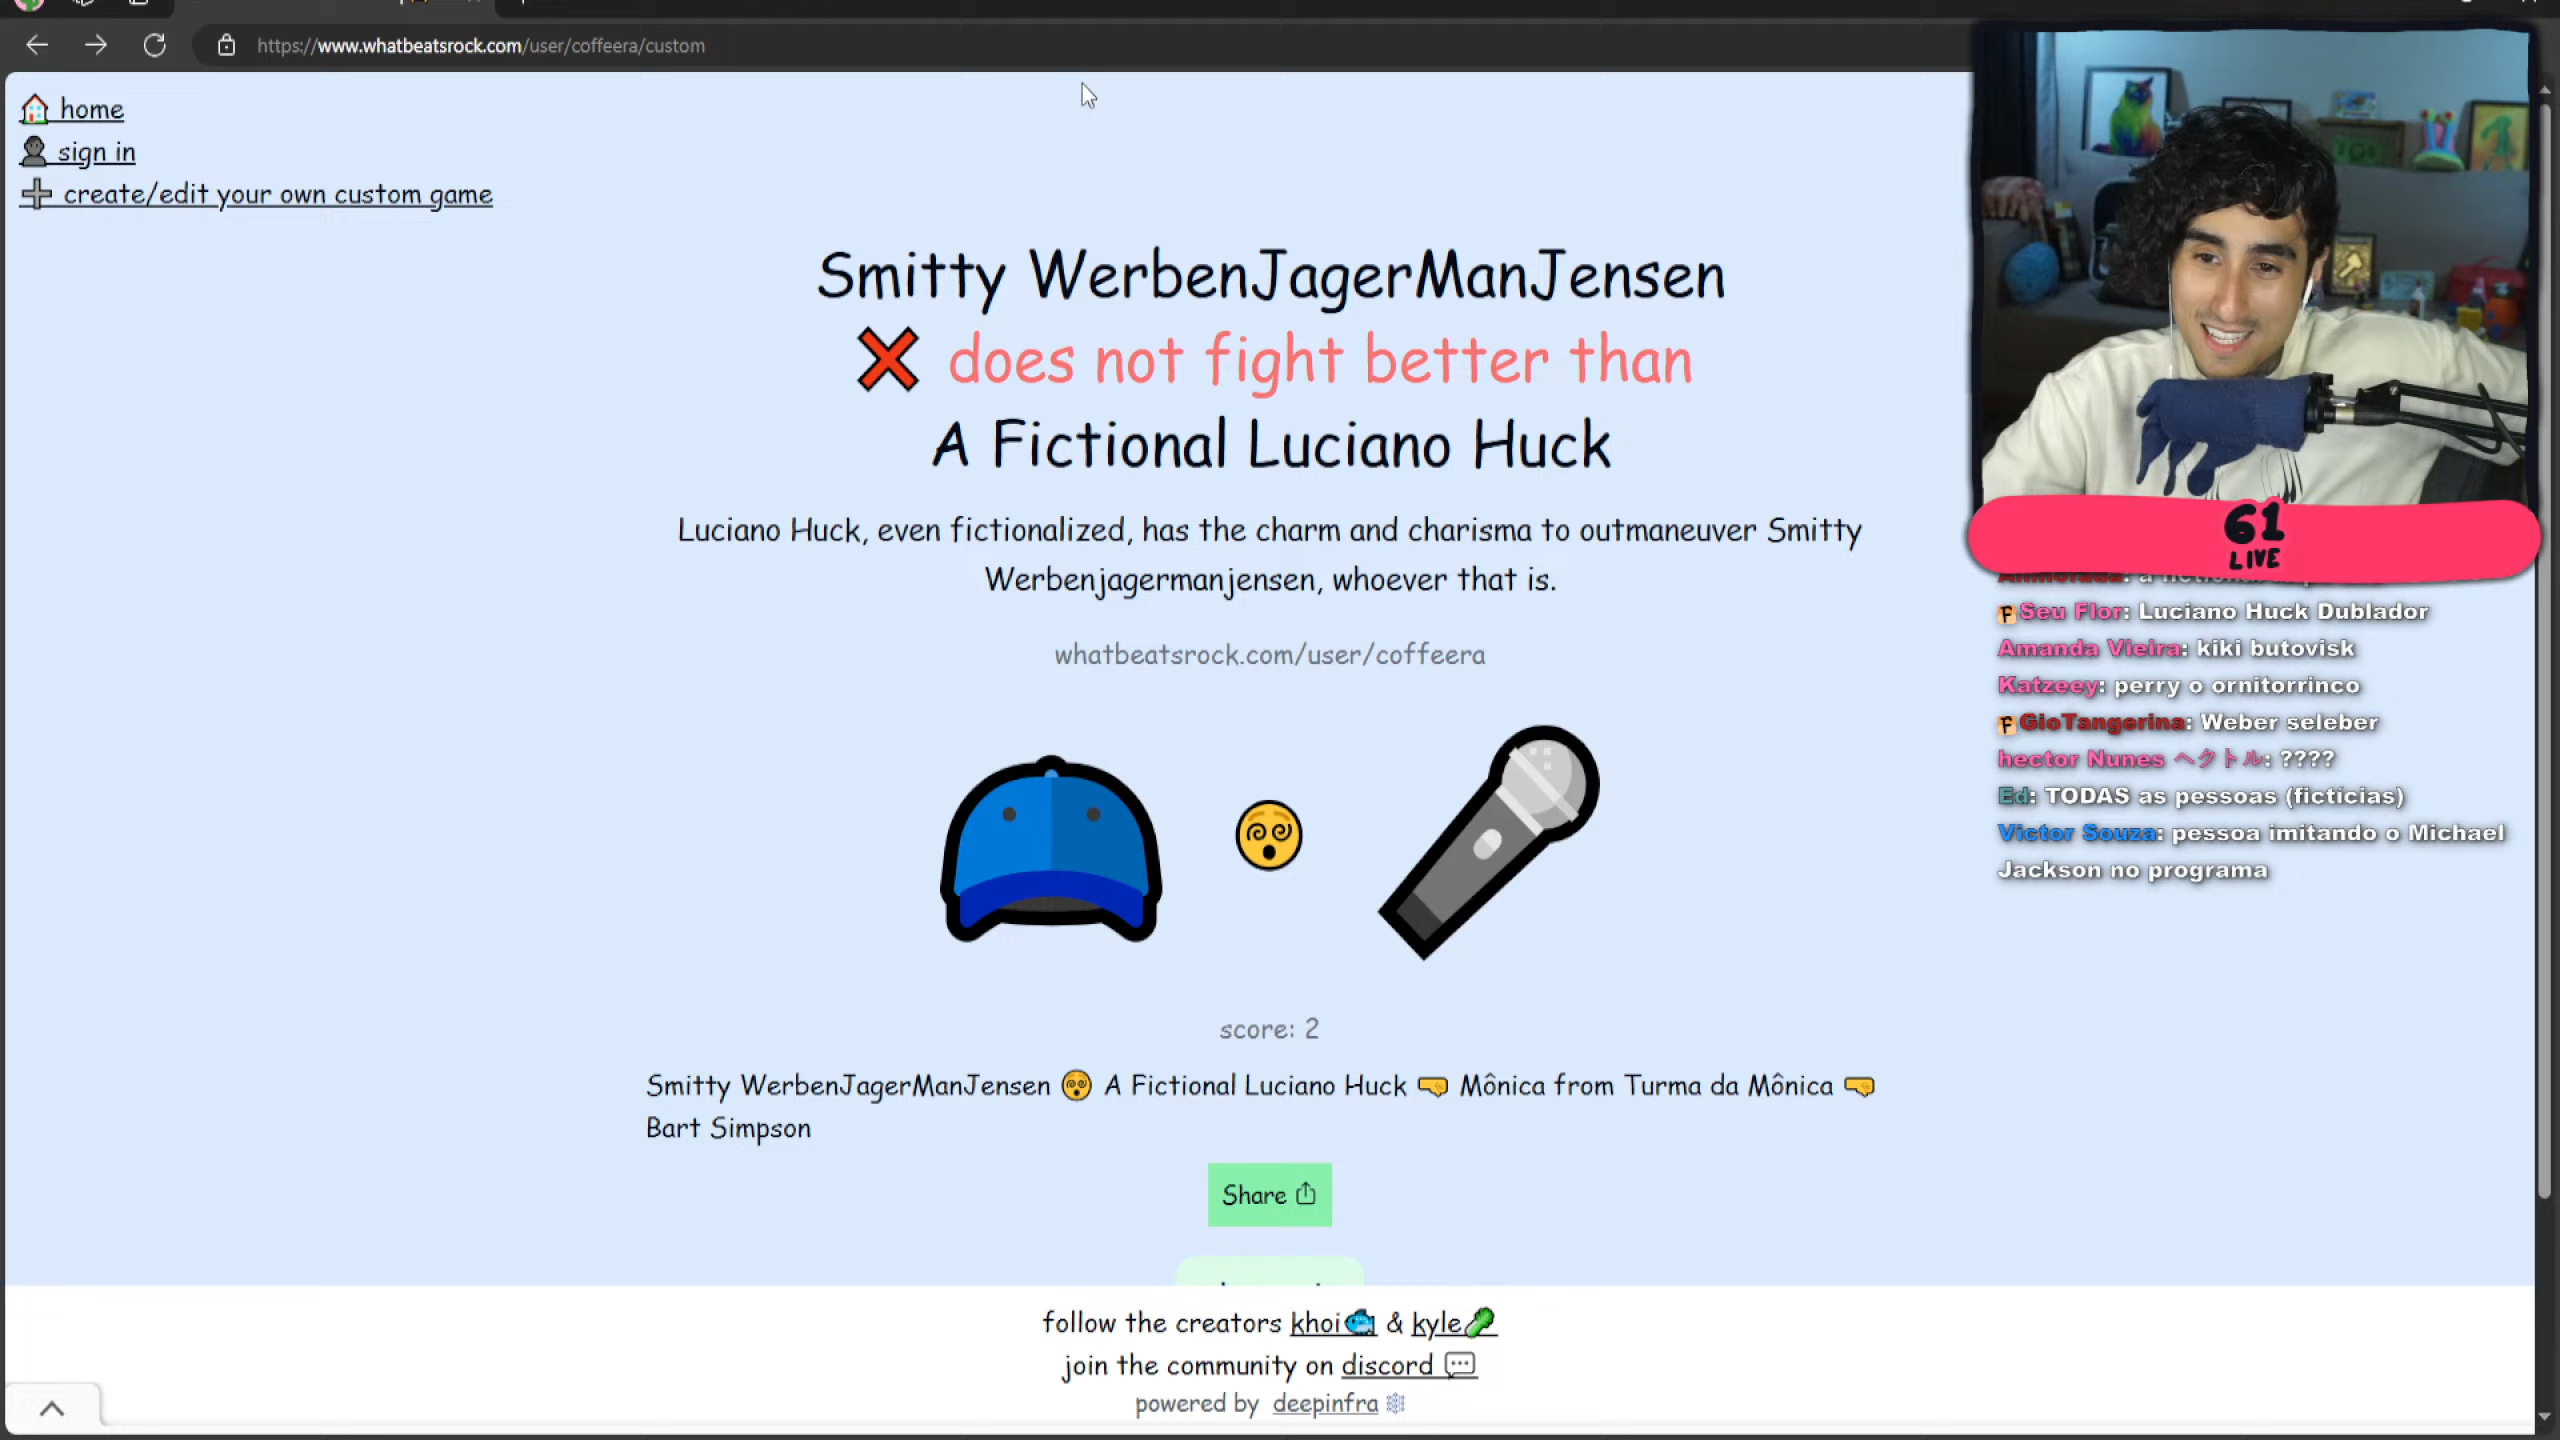 https://www.whatbeatsrock.com/user/coffeera/custom
home
sign in
create/edit your own custom game
Smitty WerbenJagerManJensen
❌ does not fight better than
A Fictional Luciano Huck
Luciano Huck, even fictionalized, has the charm and charisma to outmaneuver Smitty
Werbenjagermanjensen, whoever that is.
whatbeatsrock.com/user/coffeera
score: 2
Smitty WerbenJagerManJensen 😵‍💫 A Fictional Luciano Huck 🤜 Mônica from Turma da Mônica 🤜
Bart Simpson
Share
follow the creators khoi🐟 & kyle🥬
join the community on discord 💬
powered by deepinfra
61
LIVE
Seu Flor: Luciano Huck Dublador
Amanda Vieira: kiki butovisk
Katzeey: perry o ornitorrinco
GioTangerina: Weber seleber
hector Nunes ヘクトル: ????
Ed: TODAS as pessoas (ficticias)
Victor Souza: pessoa imitando o Michael
Jackson no programa